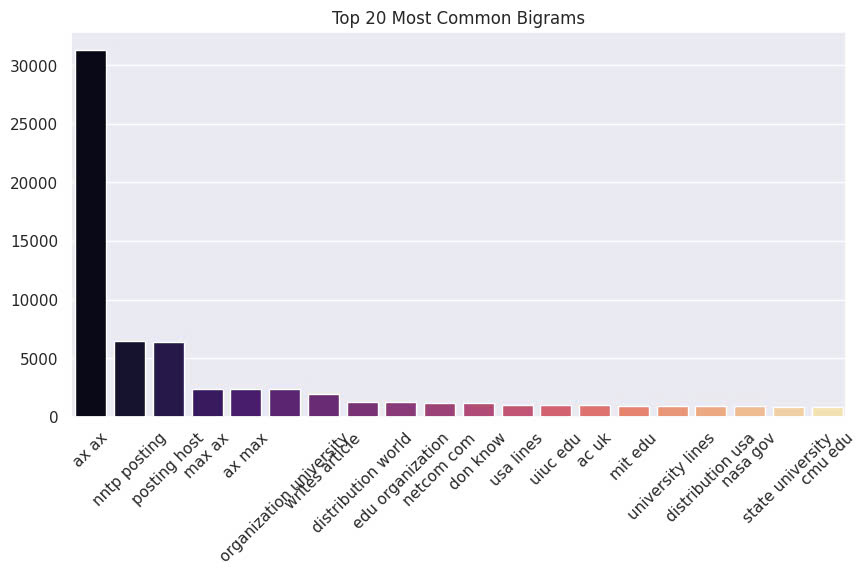 Top 20 Most Common Bigrams
30000
25000
20000
15000
10000
5000
0
ax ax
nntp posting
posting host
max ax
ax max
organization university
writes article
distribution world
edu organization
netcom com
don know
usa lines
uiuc edu
ac uk
mit edu
university lines
distribution usa
nasa gov
state university
cmu edu